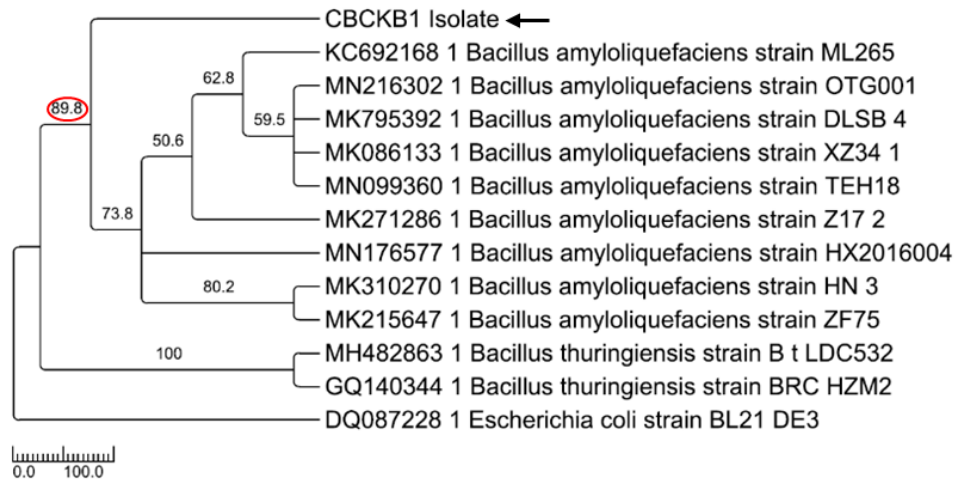 CBCKB1 Isolate
KC692168 1 Bacillus amyloliquefaciens strain ML265
62.8
MN216302 1 Bacillus amyloliquefaciens strain OTG001
89.8
59.5
MK795392 1 Bacillus amyloliquefaciens strain DLSB 4
50.6
MK086133 1 Bacillus amyloliquefaciens strain XZ34 1
MN099360 1 Bacillus amyloliquefaciens strain TEH18
73.8
MK271286 1 Bacillus amyloliquefaciens strain Z17 2
MN176577 1 Bacillus amyloliquefaciens strain HX2016004
80.2
MK310270 1 Bacillus amyloliquefaciens strain HN 3
MK215647 1 Bacillus amyloliquefaciens strain ZF75
100
MH482863 1 Bacillus thuringiensis strain B t LDC532
GQ140344 1 Bacillus thuringiensis strain BRC HZM2
DQ087228 1 Escherichia coli strain BL21 DE3
0.0 100.0